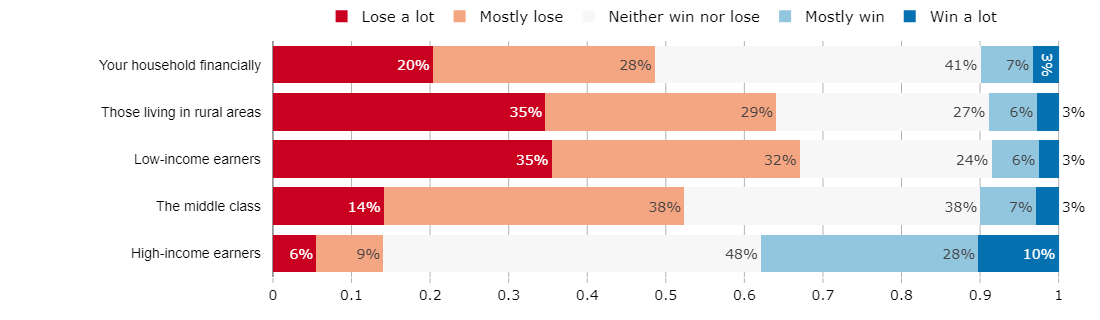 Lose a lot Mostly lose Neither win nor lose Mostly win Win a lot
Your household financially 20% 28% 41% 7% 3%
Those living in rural areas 35% 29% 27% 6% 3%
Low-income earners 35% 32% 24% 6% 3%
The middle class 14% 38% 38% 7% 3%
High-income earners 6% 9% 48% 28% 10%
0 0.1 0.2 0.3 0.4 0.5 0.6 0.7 0.8 0.9 1